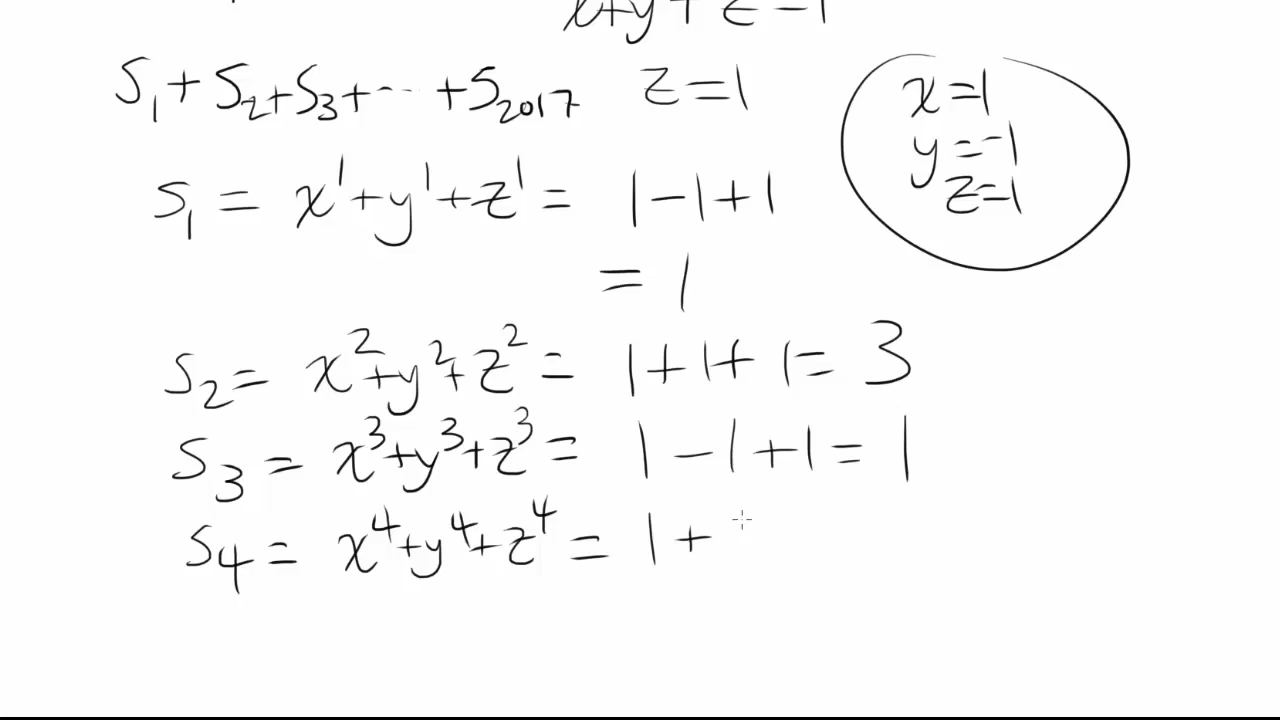 x+y+z=1
S₁+S₂+S₃+⋯+S₂₀₁₇ z=1
x=1
y=-1
z=1
S₁ = x¹+y¹+z¹ = 1-1+1
= 1
S₂ = x²+y²+z² = 1+1+1=3
S₃ = x³+y³+z³ = 1-1+1=1
S₄ = x⁴+y⁴+z⁴ = 1+